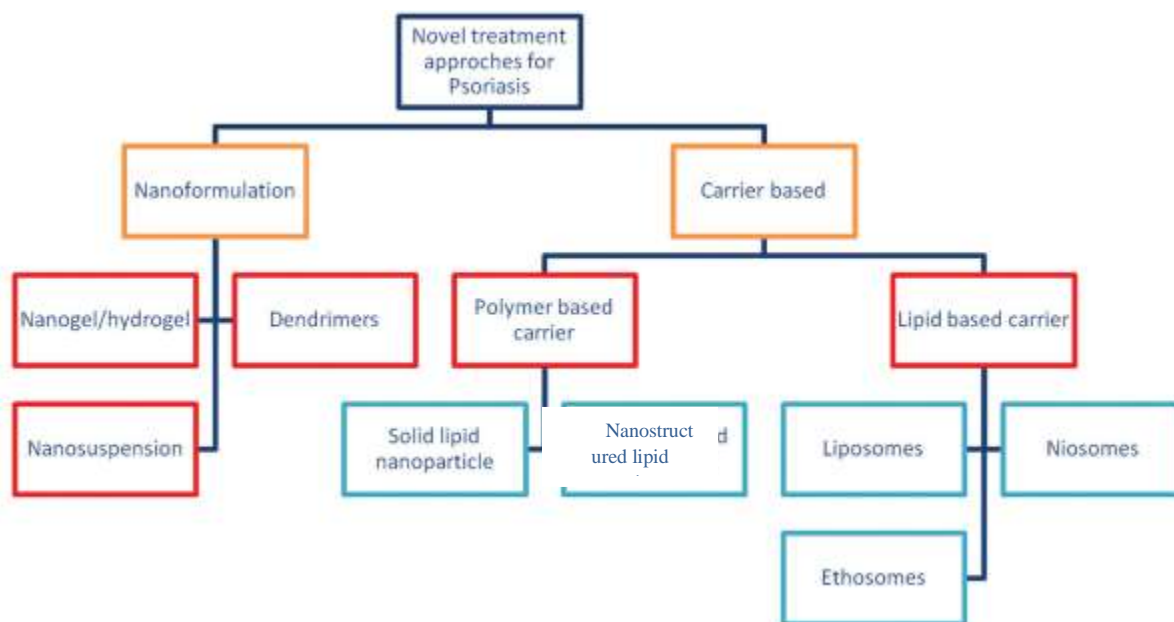 Novel treatment
approches for
Psoriasis
Nanoformulation
Carrier based
Nanogel/hydrogel
Dendrimers
Polymer based
carrier
Lipid based carrier
Nanosuspension
Solid lipid
nanoparticle
Nanostruct
ured lipid
Liposomes
Niosomes
Ethosomes